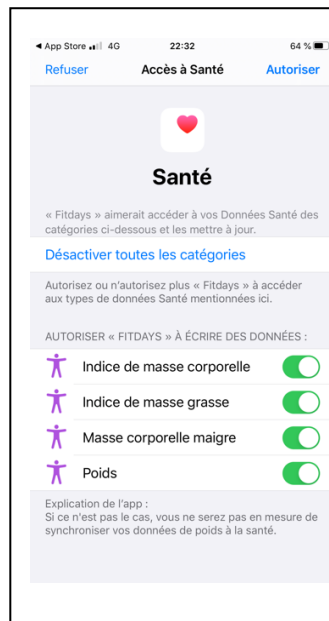 App Store 4G 22:32 64 %
Refuser Accès à Santé Autoriser
Santé
« Fitdays » aimerait accéder à vos Données Santé des
catégories ci-dessous et les mettre à jour.
Désactiver toutes les catégories
Autorisez ou n'autorisez plus « Fitdays » à accéder
aux types de données Santé mentionnées ici.
AUTORISER « FITDAYS » À ÉCRIRE DES DONNÉES :
Indice de masse corporelle
Indice de masse grasse
Masse corporelle maigre
Poids
Explication de l'app :
Si ce n'est pas le cas, vous ne serez pas en mesure de
synchroniser vos données de poids à la santé.